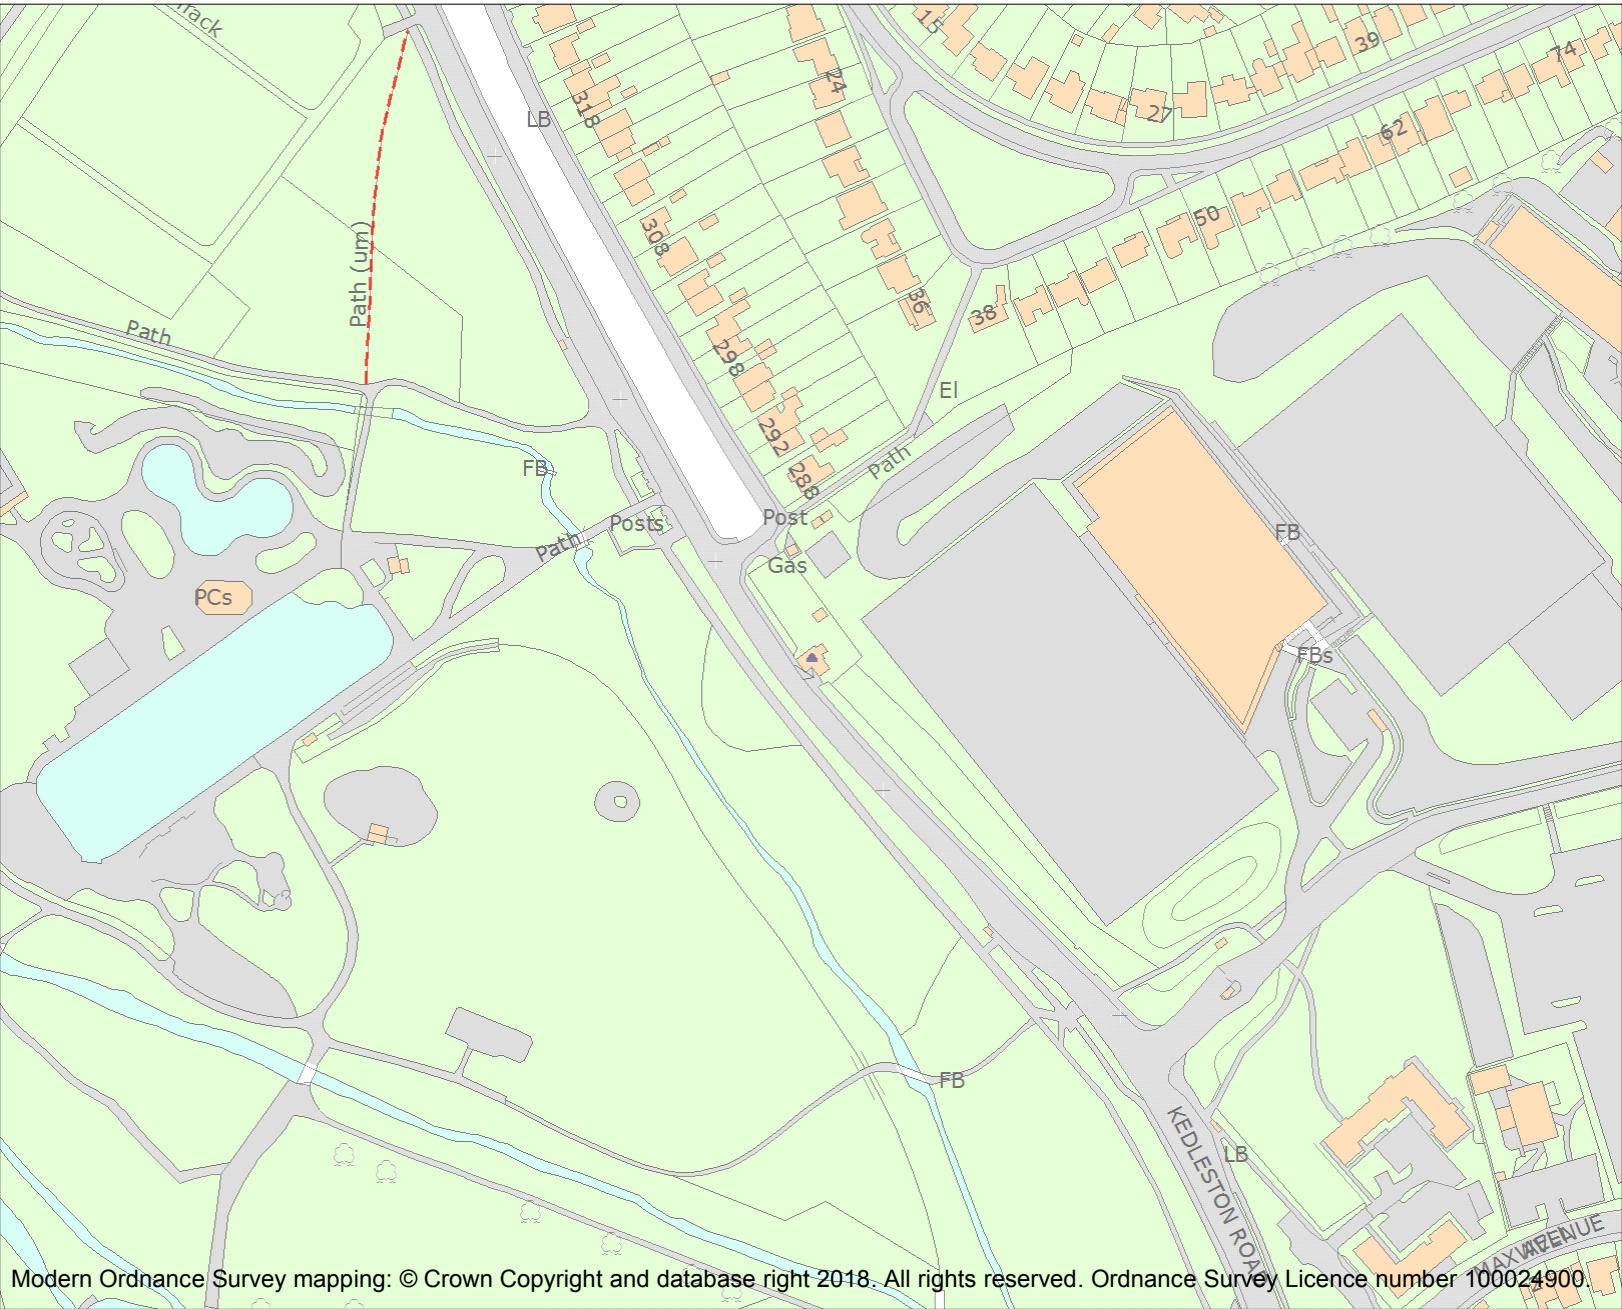 Track
15
39
74
24
318
LB
27
62
50
308
Path (um)
36
38
Path
298
El
292
Path
288
FB
Post
Posts
FB
Path
Gas
PCs
FBs
FB
KEDLESTON ROAD
LB
MAXWELL
AVENUE
Modern Ordnance Survey mapping: © Crown Copyright and database right 2018. All rights reserved. Ordnance Survey Licence number 100024900.